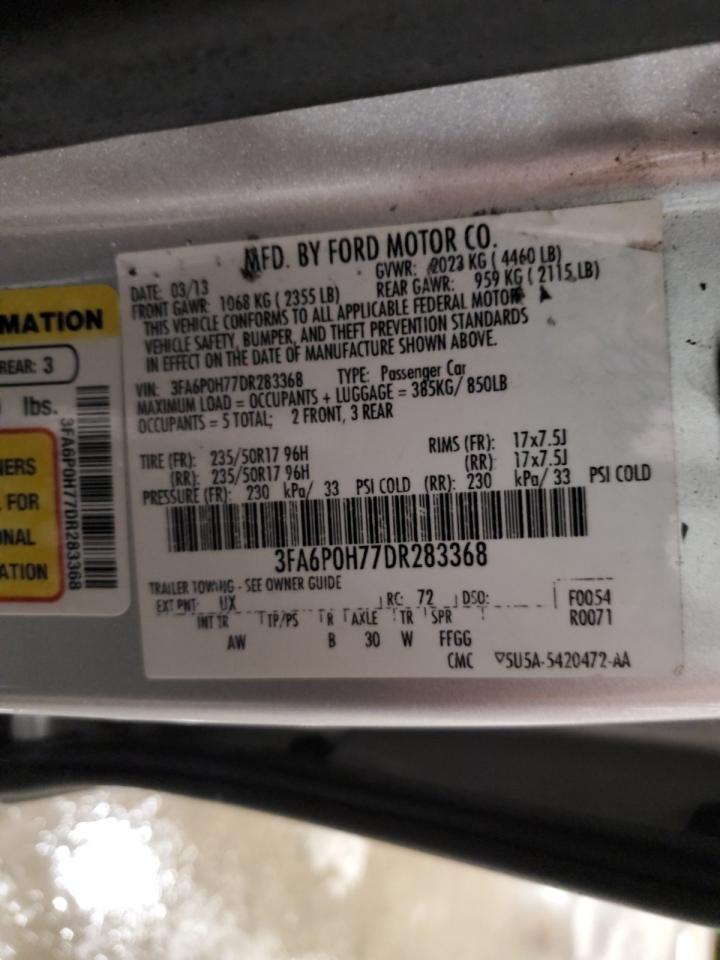 MFD. BY FORD MOTOR CO.
DATE: 03/13 GVWR: 2023 KG ( 4460 LB)
FRONT GAWR: 1068 KG ( 2355 LB) REAR GAWR: 959 KG ( 2115 LB)
THIS VEHICLE CONFORMS TO ALL APPLICABLE FEDERAL MOTOR
VEHICLE SAFETY, BUMPER, AND THEFT PREVENTION STANDARDS
IN EFFECT ON THE DATE OF MANUFACTURE SHOWN ABOVE.
VIN: 3FA6P0H77DR283368 TYPE: Passenger Car
MAXIMUM LOAD = OCCUPANTS + LUGGAGE = 385KG/ 850LB
OCCUPANTS = 5 TOTAL; 2 FRONT, 3 REAR
TIRE (FR): 235/50R17 96H RIMS (FR): 17x7.5J
(RR): 235/50R17 96H (RR): 17x7.5J
PRESSURE (FR): 230 kPa/ 33 PSI COLD (RR): 230 kPa/ 33 PSI COLD
3FA6P0H77DR283368
TRAILER TOWING - SEE OWNER GUIDE
EXT PNT: UX RC: 72 DSO: F0054
INT TR TP/PS R AXLE TR SPR R0071
AW B 30 W FFGG
CMC 5U5A-5420472-AA
MATION
REAR: 3
lbs.
3FA6P0H77DR283368
NERS
FOR
ONAL
ATION